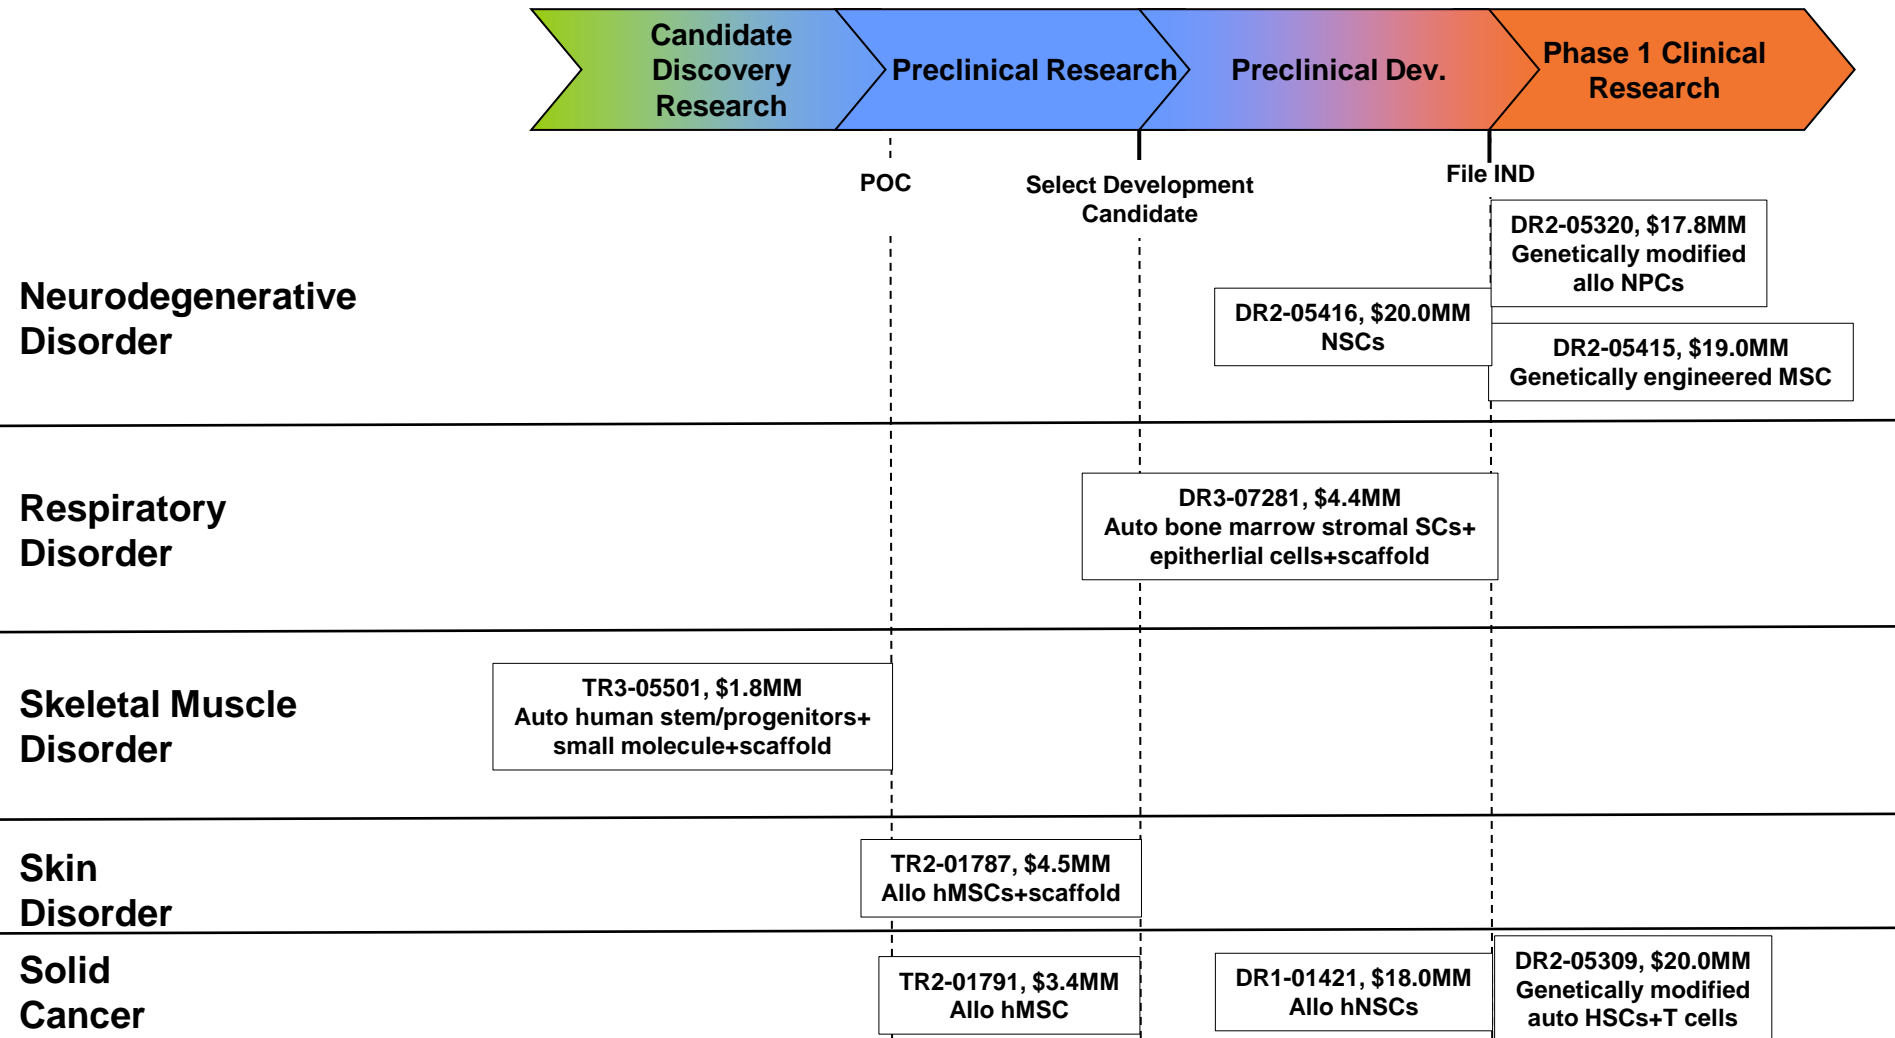 Candidate
Discovery
Research
Preclinical Research
Preclinical Dev.
Phase 1 Clinical
Research
POC
Select Development
Candidate
File IND
Neurodegenerative
Disorder
DR2-05416, $20.0MM
NSCs
DR2-05320, $17.8MM
Genetically modified
allo NPCs
DR2-05415, $19.0MM
Genetically engineered MSC
Respiratory
Disorder
DR3-07281, $4.4MM
Auto bone marrow stromal SCs+
epitherlial cells+scaffold
Skeletal Muscle
Disorder
TR3-05501, $1.8MM
Auto human stem/progenitors+
small molecule+scaffold
Skin
Disorder
TR2-01787, $4.5MM
Allo hMSCs+scaffold
Solid
Cancer
TR2-01791, $3.4MM
Allo hMSC
DR1-01421, $18.0MM
Allo hNSCs
DR2-05309, $20.0MM
Genetically modified
auto HSCs+T cells